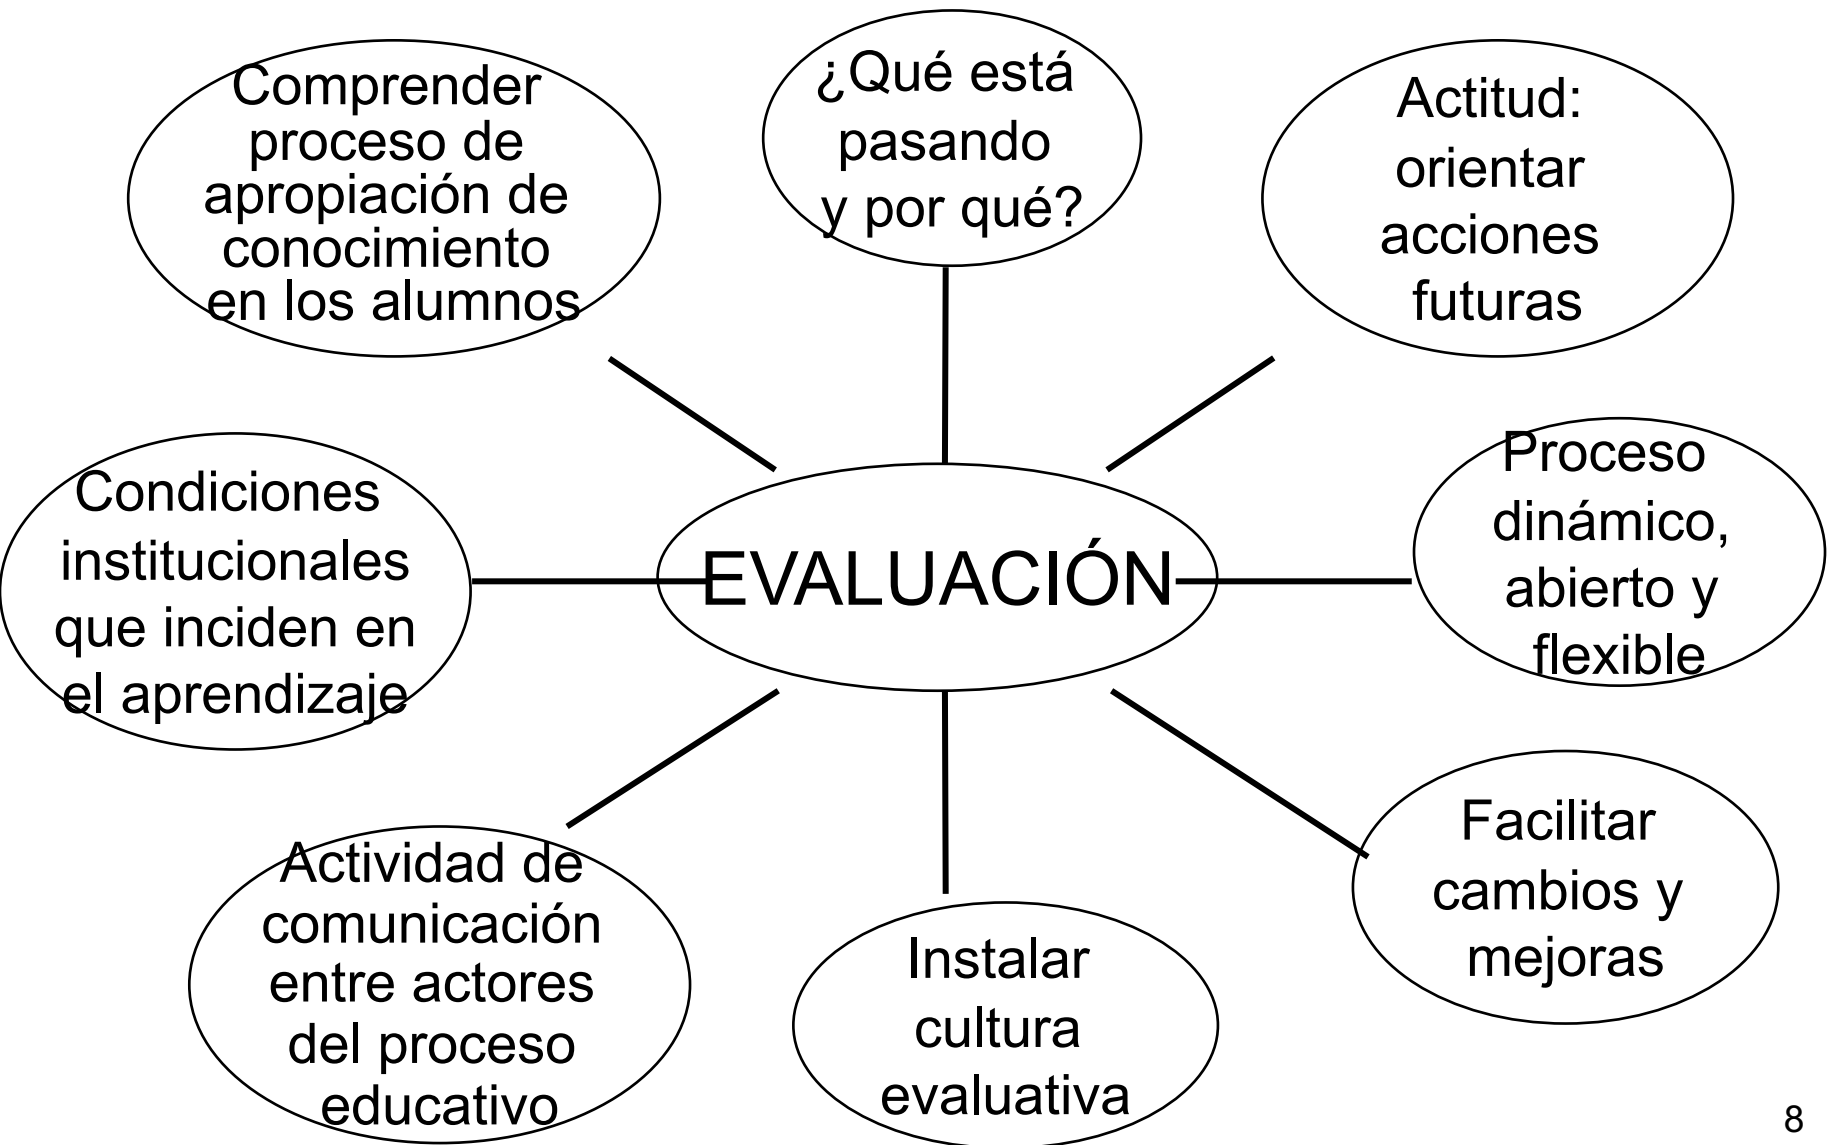 Comprender
proceso de
apropiación de
conocimiento
en los alumnos
¿Qué está
pasando
y por qué?
Actitud:
orientar
acciones
futuras
Condiciones
institucionales
que inciden en
el aprendizaje
EVALUACIÓN
Proceso
dinámico,
abierto y
flexible
Actividad de
comunicación
entre actores
del proceso
educativo
Instalar
cultura
evaluativa
Facilitar
cambios y
mejoras
8